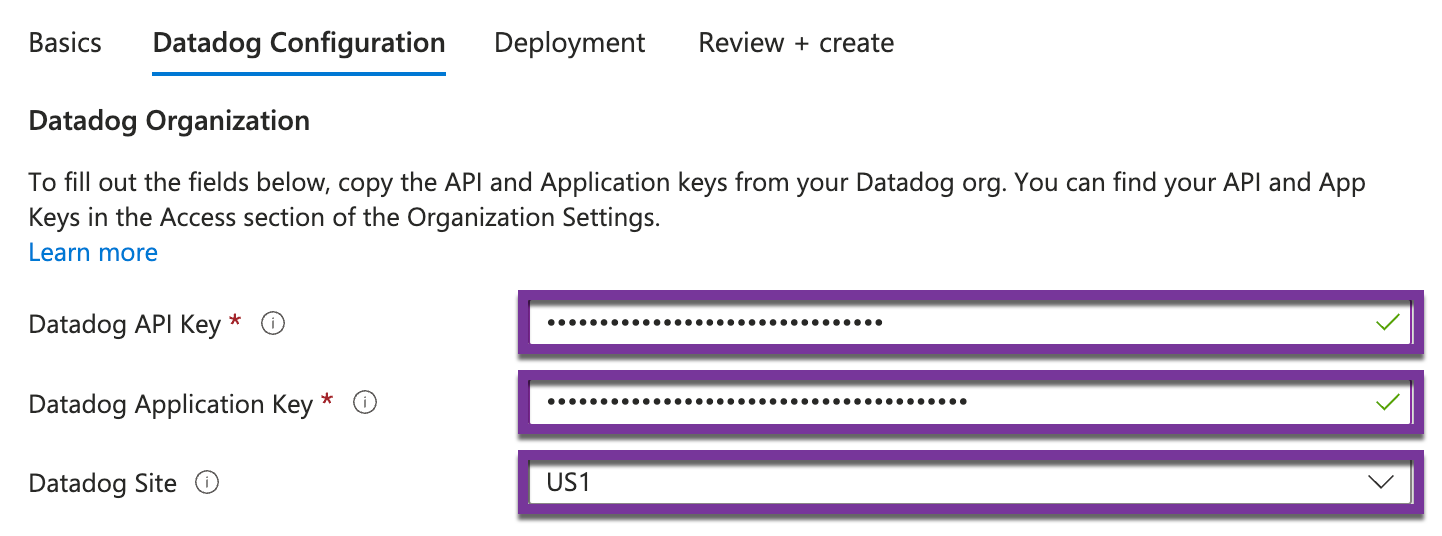 Basics Datadog Configuration Deployment Review + create
Datadog Organization
To fill out the fields below, copy the API and Application keys from your Datadog org. You can find your API and App
Keys in the Access section of the Organization Settings.
Learn more
Datadog API Key * ••••••••••••••••••••••••••••••••
Datadog Application Key * ••••••••••••••••••••••••••••••••••••••••
Datadog Site US1